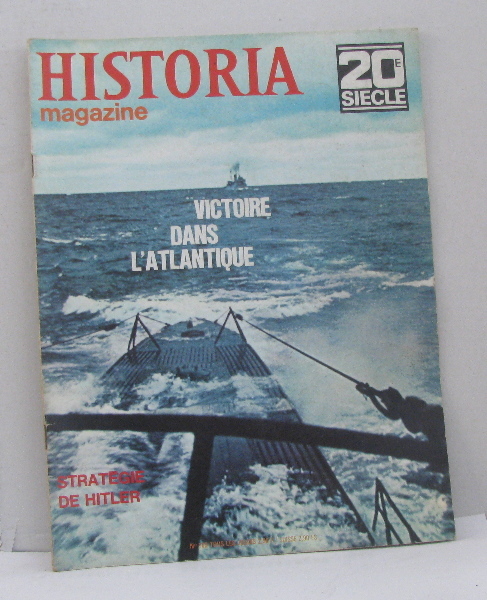 HISTORIA
magazine
20E
SIECLE
VICTOIRE
DANS
L'ATLANTIQUE
STRATEGIE
DE HITLER